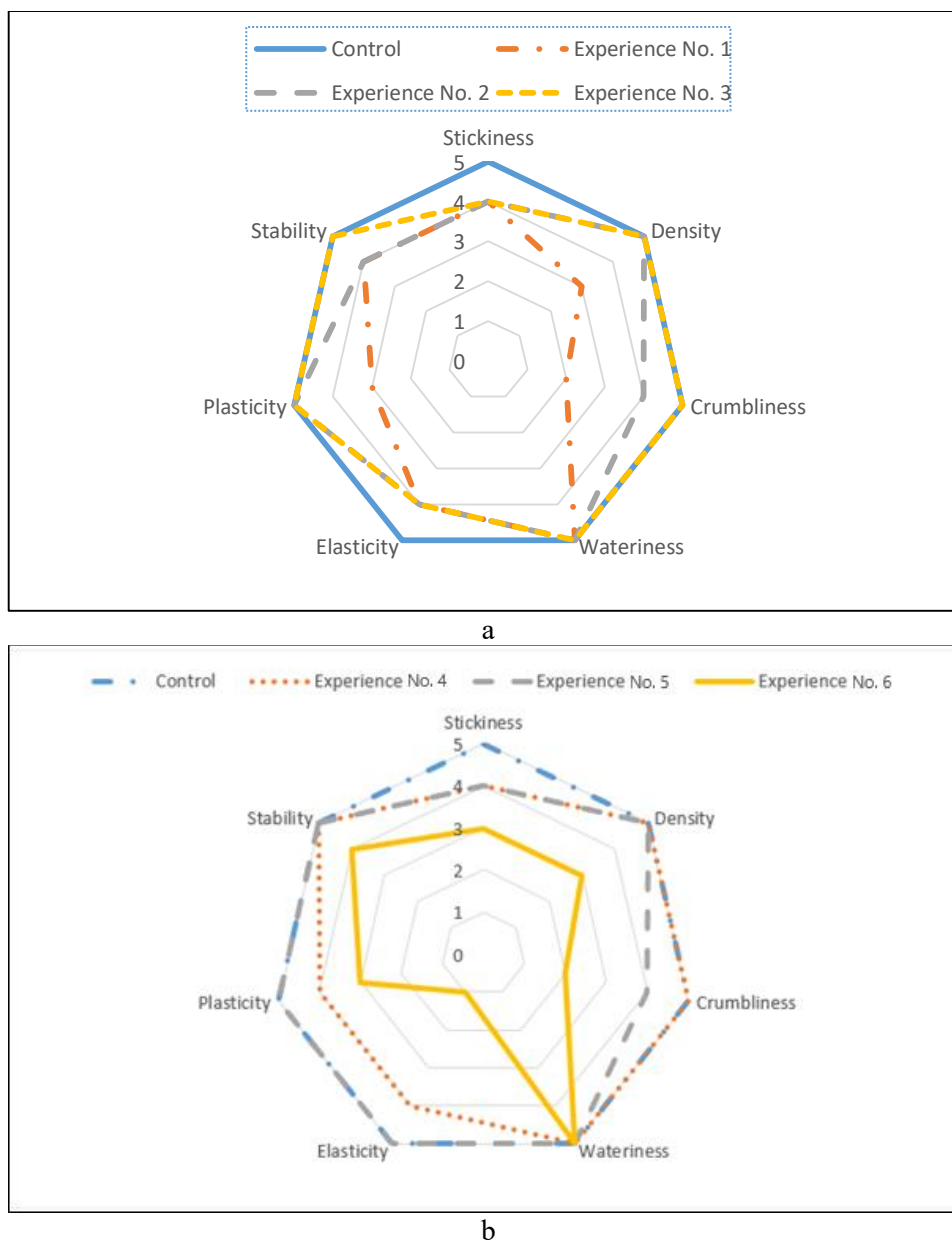 Control Experience No. 1
Experience No. 2 Experience No. 3
Stickiness
5
4
3
2
1
0
Stability Density
Plasticity Crumbliness
Elasticity Wateriness
a
Control Experience No. 4 Experience No. 5 Experience No. 6
Stickiness
5
4
3
2
1
0
Stability Density
Plasticity Crumbliness
Elasticity Wateriness
b